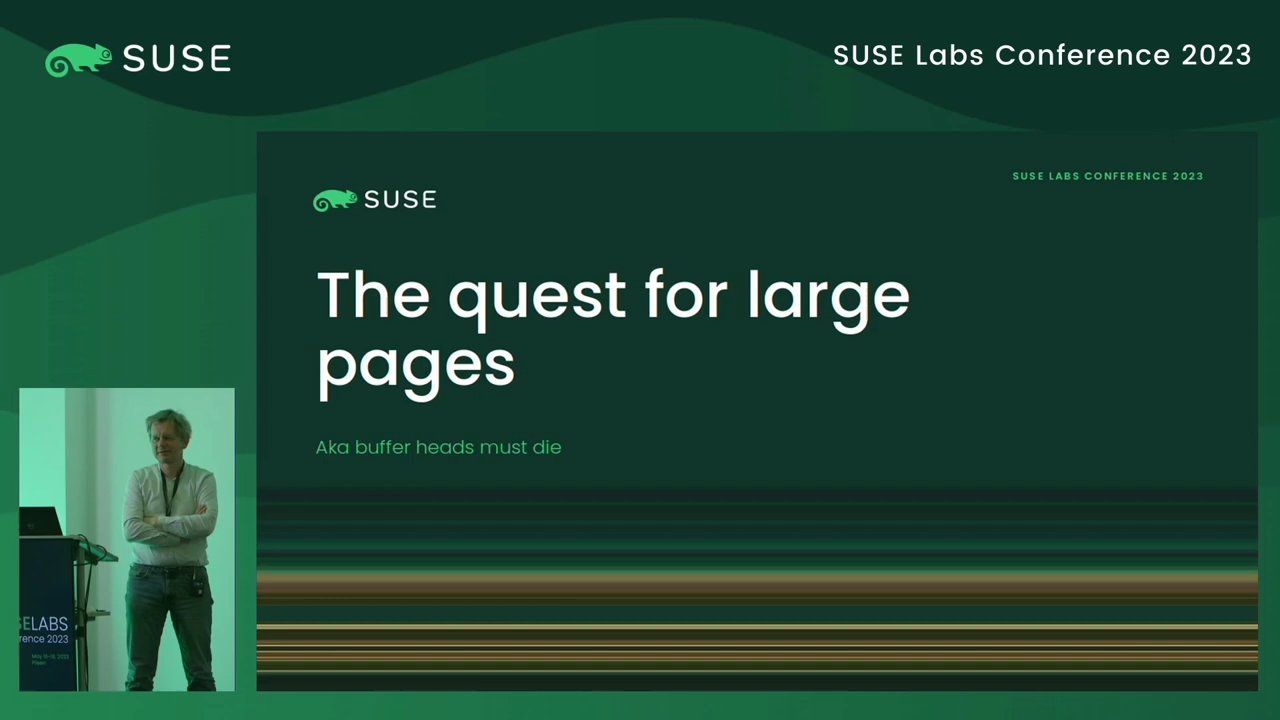 SUSE
SUSE Labs Conference 2023
SUSE LABS CONFERENCE 2023
SUSE
The quest for large
pages
Aka buffer heads must die
SELABS
rence 2023